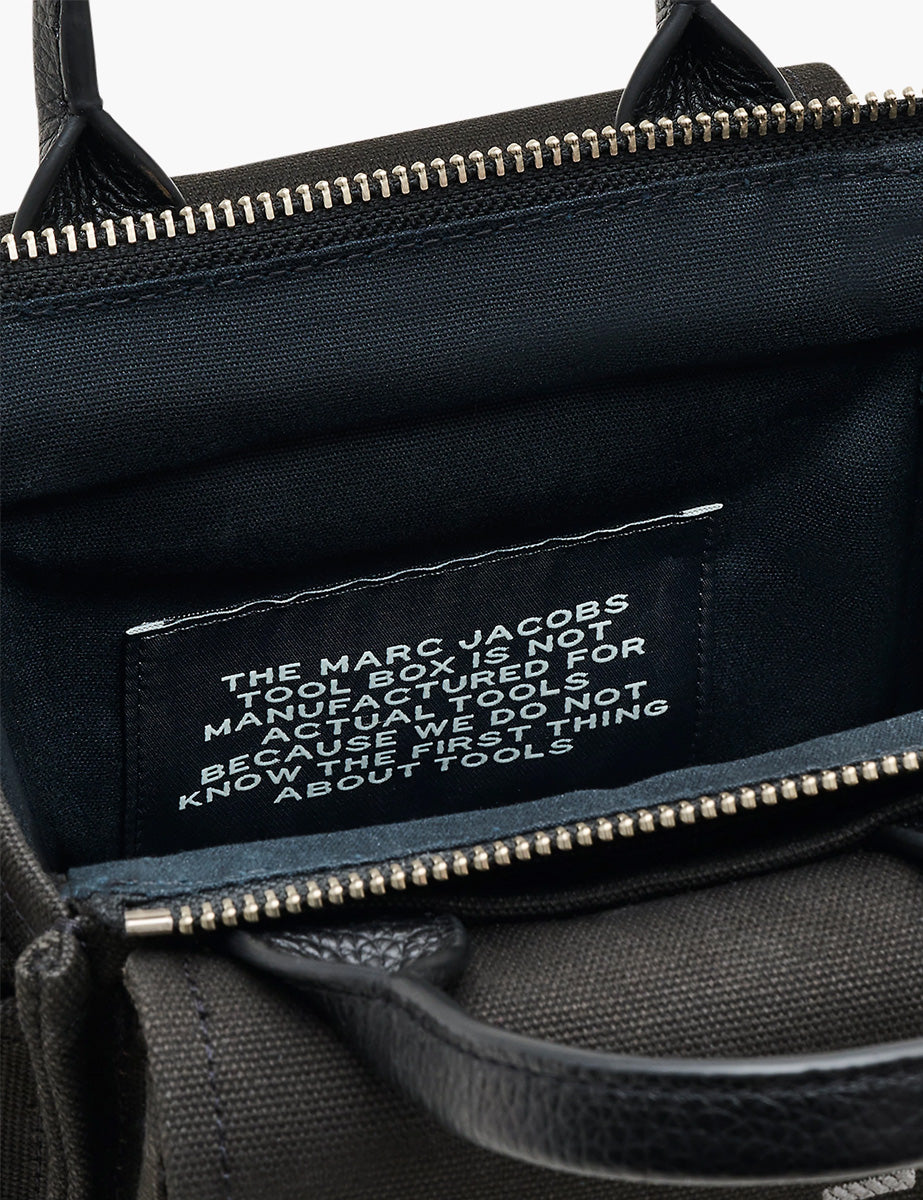 THE MARC JACOBS
TOOL BOX IS NOT
MANUFACTURED FOR
ACTUAL TOOLS
BECAUSE WE DO NOT
KNOW THE FIRST THING
ABOUT TOOLS